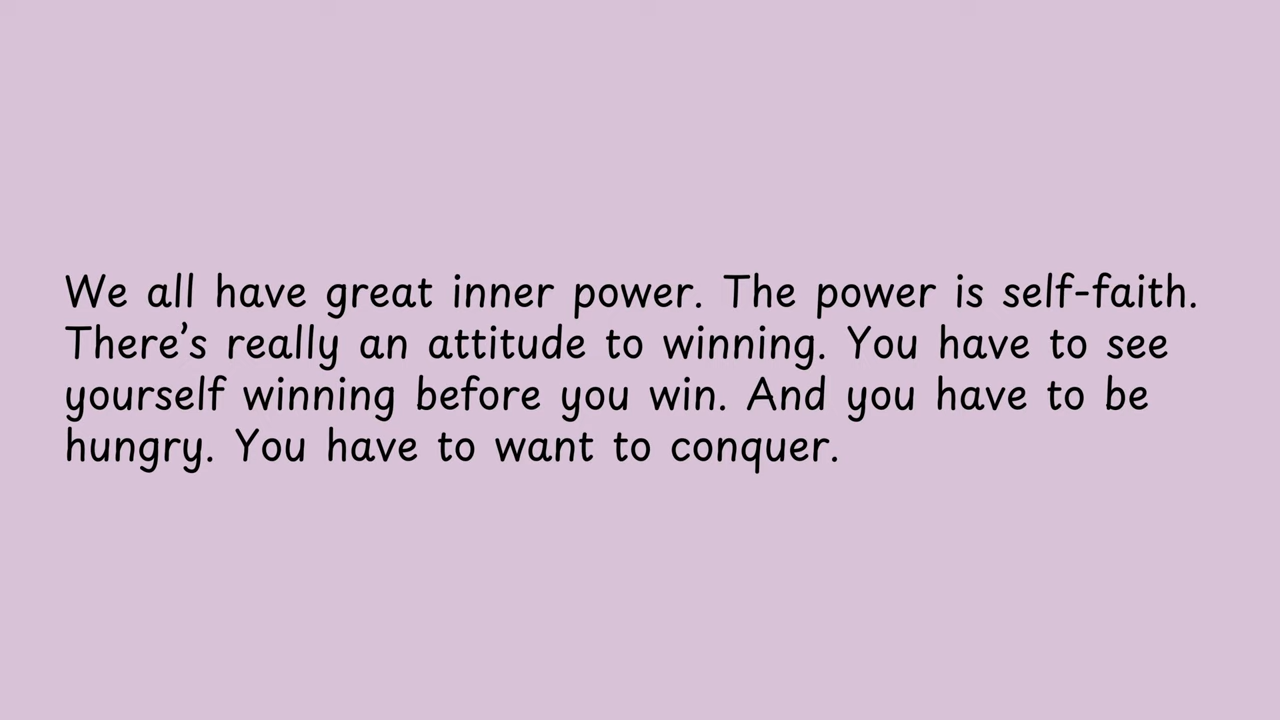 We all have great inner power. The power is self-faith.
There’s really an attitude to winning. You have to see
yourself winning before you win. And you have to be
hungry. You have to want to conquer.